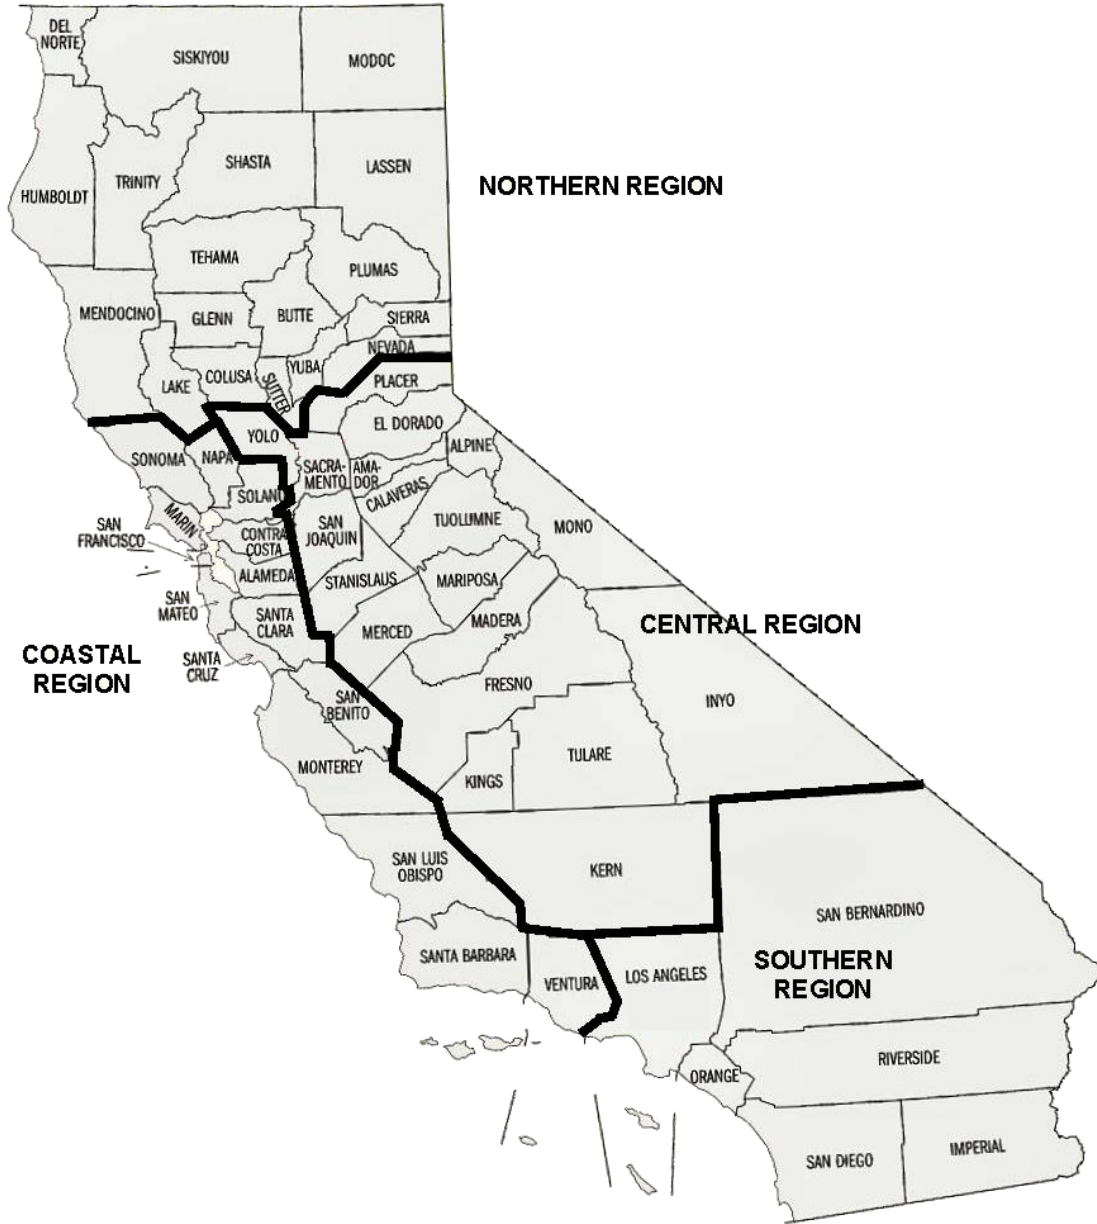 DEL
NORTE
SISKIYOU
MODOC
HUMBOLDT
TRINITY
SHASTA
LASSEN
NORTHERN REGION
TEHAMA
PLUMAS
MENDOCINO
GLENN
BUTTE
SIERRA
NEVADA
LAKE
COLUSA
SUTTER
YUBA
PLACER
SONOMA
NAPA
YOLO
EL DORADO
SACRA-
MENTO
AMA-
DOR
ALPINE
SOLANO
CALAVERAS
MARIN
SAN
FRANCISCO
CONTRA
COSTA
SAN
JOAQUIN
TUOLUMNE
MONO
ALAMEDA
STANISLAUS
MARIPOSA
SAN
MATEO
SANTA
CLARA
MERCED
MADERA
CENTRAL REGION
COASTAL
REGION
SANTA
CRUZ
SAN
BENITO
FRESNO
INYO
MONTEREY
KINGS
TULARE
SAN LUIS
OBISPO
KERN
SAN BERNARDINO
SANTA BARBARA
VENTURA
LOS ANGELES
SOUTHERN
REGION
ORANGE
RIVERSIDE
SAN DIEGO
IMPERIAL